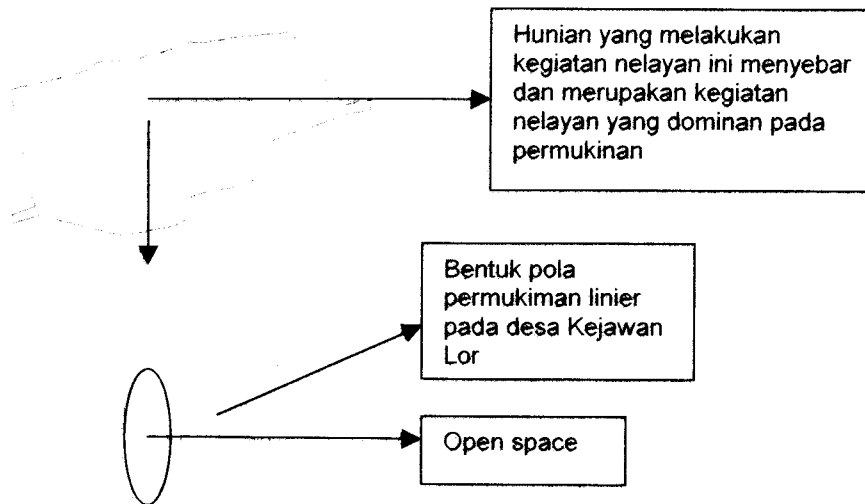 Hunian yang melakukan
kegiatan nelayan ini menyebar
dan merupakan kegiatan
nelayan yang dominan pada
permukinan
Bentuk pola
permukiman linier
pada desa Kejawan
Lor
Open space